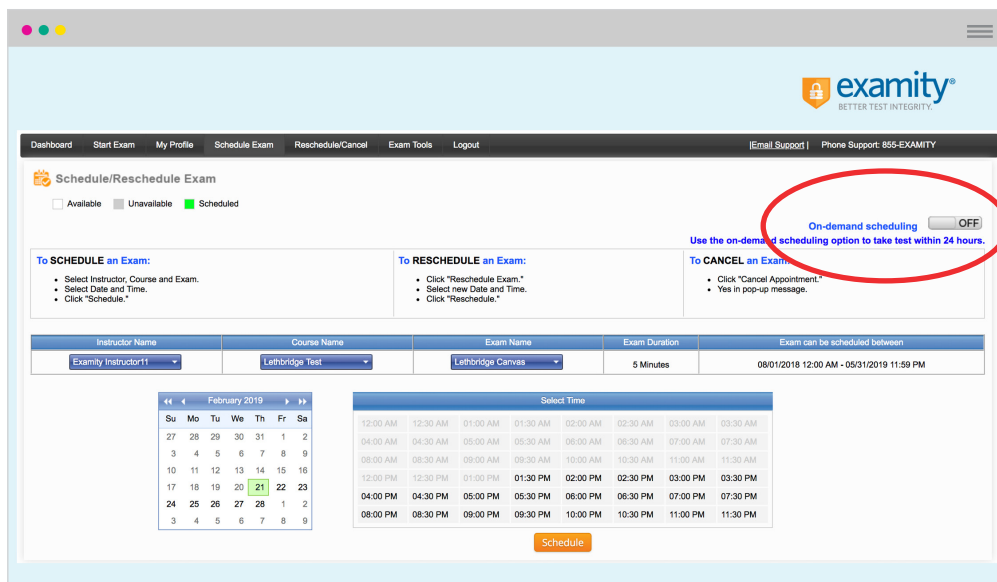 examity®
BETTER TEST INTEGRITY.
Dashboard Start Exam My Profile Schedule Exam Reschedule/Cancel Exam Tools Logout |Email Support | Phone Support: 855-EXAMITY
Schedule/Reschedule Exam
Available Unavailable Scheduled
On-demand scheduling OFF
Use the on-demand scheduling option to take test within 24 hours.
To SCHEDULE an Exam:
• Select Instructor, Course and Exam.
• Select Date and Time.
• Click "Schedule."
To RESCHEDULE an Exam:
• Click "Reschedule Exam."
• Select new Date and Time.
• Click "Reschedule."
To CANCEL an Exam:
• Click "Cancel Appointment."
• Yes in pop-up message.
Instructor Name Course Name Exam Name Exam Duration Exam can be scheduled between
Examity Instructor11 Lethbridge Test Lethbridge Canvas 5 Minutes 08/01/2018 12:00 AM - 05/31/2019 11:59 PM
February 2019
Su Mo Tu We Th Fr Sa
27 28 29 30 31 1 2
3 4 5 6 7 8 9
10 11 12 13 14 15 16
17 18 19 20 21 22 23
24 25 26 27 28 1 2
3 4 5 6 7 8 9
Select Time
12:00 AM 12:30 AM 01:00 AM 01:30 AM 02:00 AM 02:30 AM 03:00 AM 03:30 AM
04:00 AM 04:30 AM 05:00 AM 05:30 AM 06:00 AM 06:30 AM 07:00 AM 07:30 AM
08:00 AM 08:30 AM 09:00 AM 09:30 AM 10:00 AM 10:30 AM 11:00 AM 11:30 AM
12:00 PM 12:30 PM 01:00 PM 01:30 PM 02:00 PM 02:30 PM 03:00 PM 03:30 PM
04:00 PM 04:30 PM 05:00 PM 05:30 PM 06:00 PM 06:30 PM 07:00 PM 07:30 PM
08:00 PM 08:30 PM 09:00 PM 09:30 PM 10:00 PM 10:30 PM 11:00 PM 11:30 PM
Schedule